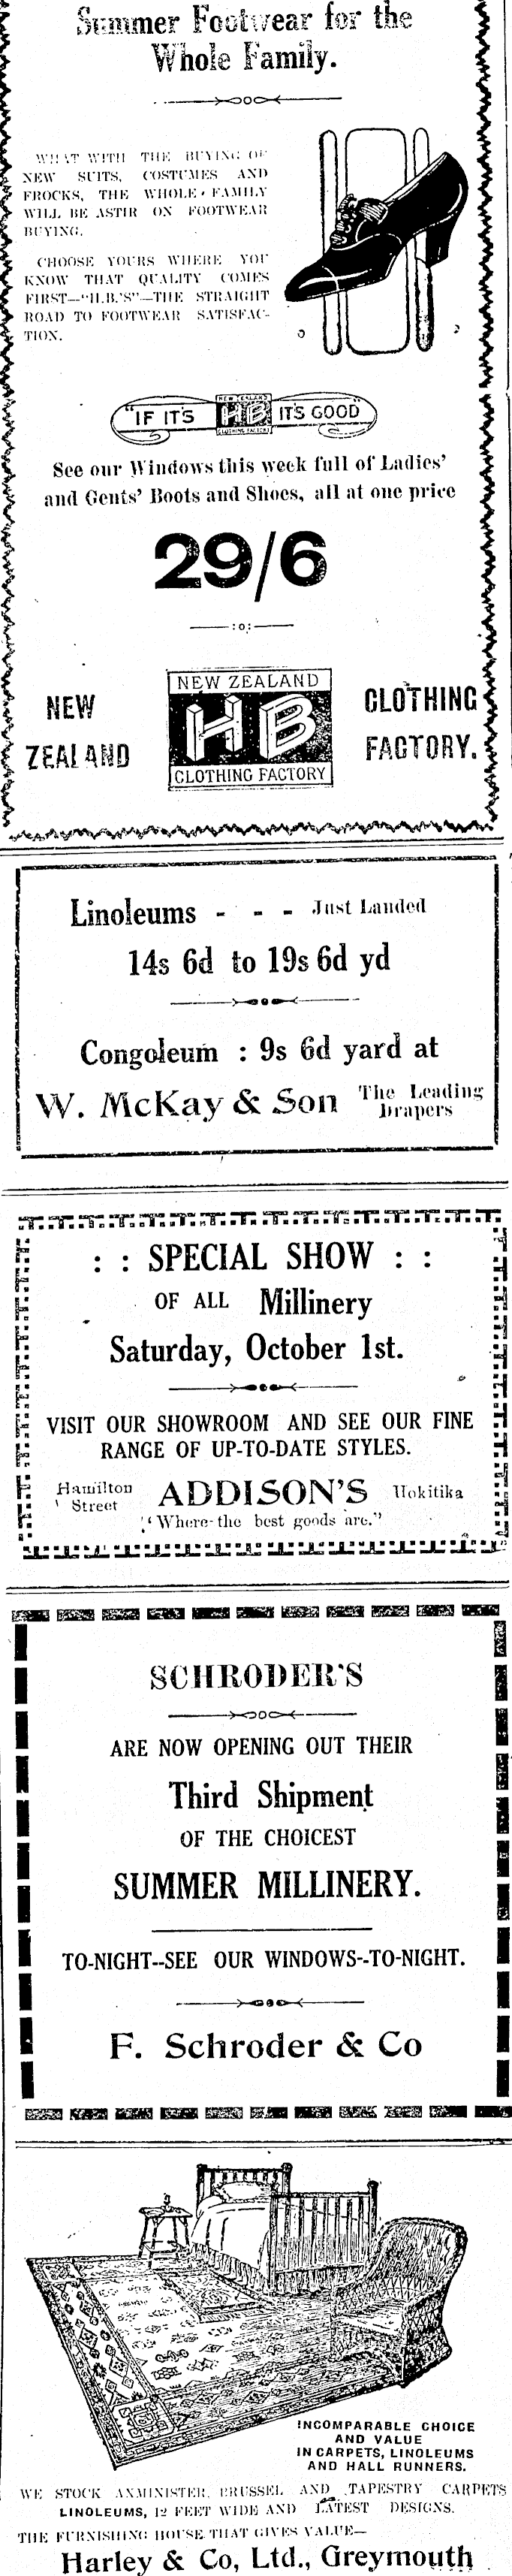 Summer Footwear for the
Whole Family.
WHAT WITH THE BUYING OF
NEW SUITS, COSTUMES AND
FROCKS, THE WHOLE FAMILY
WILL BE ASTIR ON FOOTWEAR
BUYING.
CHOOSE YOURS WHERE YOU
KNOW THAT QUALITY COMES
FIRST—"H.B.'S"—THE STRAIGHT
ROAD TO FOOTWEAR SATISFAC-
TION.
"IF IT'S NEW ZEALAND HB CLOTHING FACTORY IT'S GOOD"
See our Windows this week full of Ladies'
and Gents' Boots and Shoes, all at one price
29/6
:o:
NEW ZEALAND
NEW ZEALAND HB CLOTHING FACTORY
CLOTHING FACTORY.
Linoleums - - - Just Landed
14s 6d to 19s 6d yd
Congoleum : 9s 6d yard at
W. McKay & Son The Leading Drapers
: : SPECIAL SHOW : :
OF ALL Millinery
Saturday, October 1st.
VISIT OUR SHOWROOM AND SEE OUR FINE
RANGE OF UP-TO-DATE STYLES.
Hamilton Street ADDISON'S Hokitika
"Where the best goods are."
SCHRODER'S
ARE NOW OPENING OUT THEIR
Third Shipment
OF THE CHOICEST
SUMMER MILLINERY.
TO-NIGHT--SEE OUR WINDOWS--TO-NIGHT.
F. Schroder & Co
INCOMPARABLE CHOICE
AND VALUE
IN CARPETS, LINOLEUMS
AND HALL RUNNERS.
WE STOCK AXMINISTER, BRUSSEL AND TAPESTRY CARPETS
LINOLEUMS, 12 FEET WIDE AND LATEST DESIGNS.
THE FURNISHING HOUSE THAT GIVES VALUE—
Harley & Co, Ltd., Greymouth